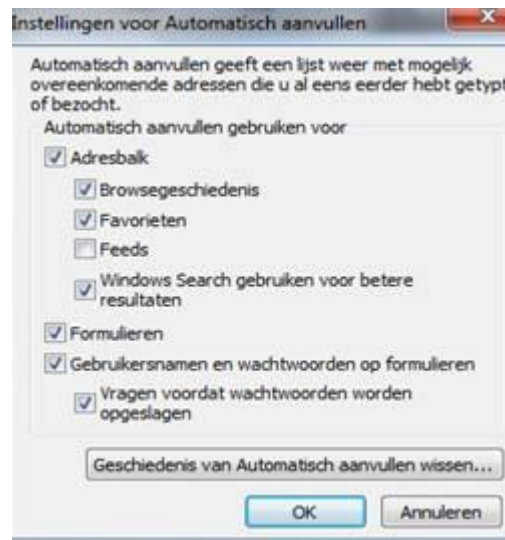 Instellingen voor Automatisch aanvullen
Automatisch aanvullen geeft een lijst weer met mogelijk
overeenkomende adressen die u al eens eerder hebt getypt
of bezocht.
Automatisch aanvullen gebruiken voor
Adresbalk
Browsegeschiedenis
Favorieten
Feeds
Windows Search gebruiken voor betere
resultaten
Formulieren
Gebruikersnamen en wachtwoorden op formulieren
Vragen voordat wachtwoorden worden
opgeslagen
Geschiedenis van Automatisch aanvullen wissen...
OK Annuleren